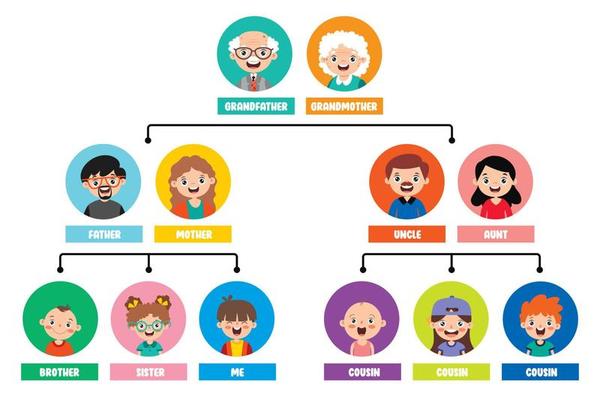 GRANDFATHER GRANDMOTHER
FATHER MOTHER UNCLE AUNT
BROTHER SISTER ME COUSIN COUSIN COUSIN